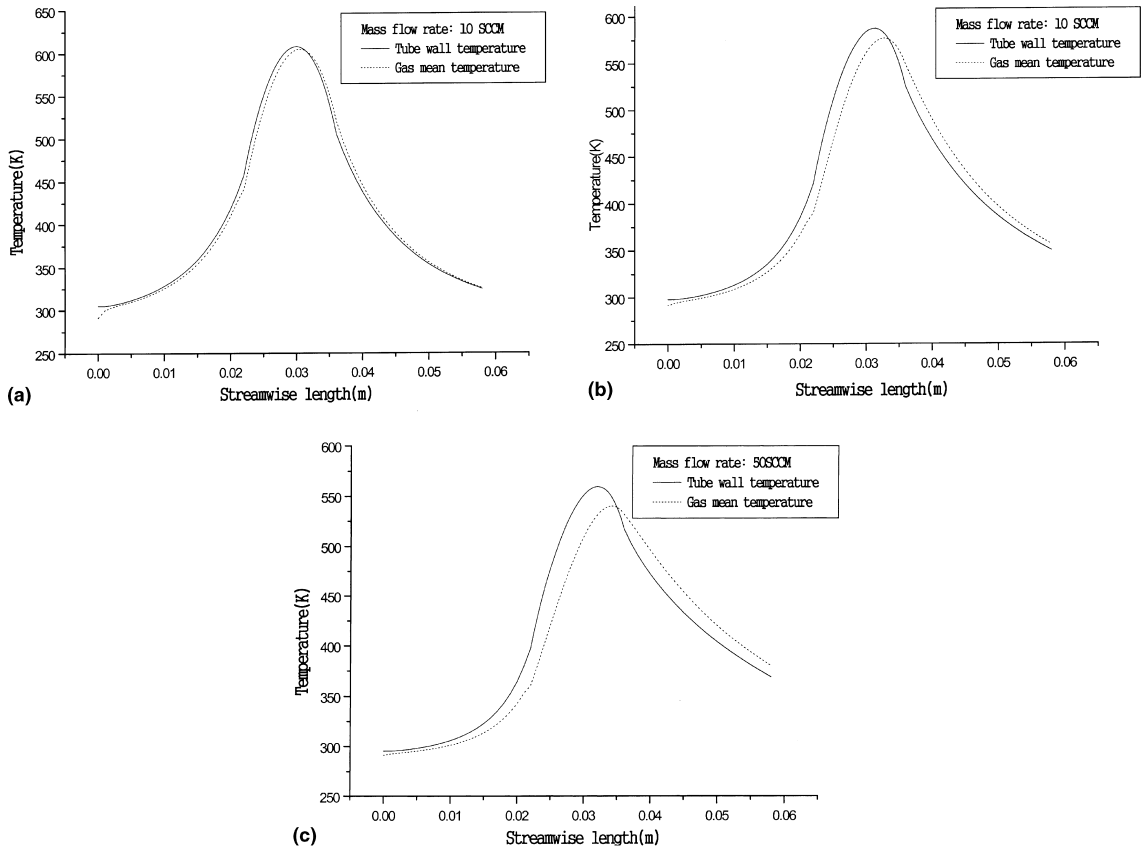 650
600
550
500
450
400
350
300
250
Temperature(K)
0.00 0.01 0.02 0.03 0.04 0.05 0.06
Streamwise length(m)
Mass flow rate: 10 SCCM
Tube wall temperature
Gas mean temperature
(a)
600
550
500
450
400
350
300
250
Temperature(K)
0.00 0.01 0.02 0.03 0.04 0.05 0.06
Streamwise length(m)
Mass flow rate: 10 SCCM
Tube wall temperature
Gas mean temperature
(b)
600
550
500
450
400
350
300
250
Temperature(K)
0.00 0.01 0.02 0.03 0.04 0.05 0.06
Streamwise length(m)
Mass flow rate: 50SCCM
Tube wall temperature
Gas mean temperature
(c)